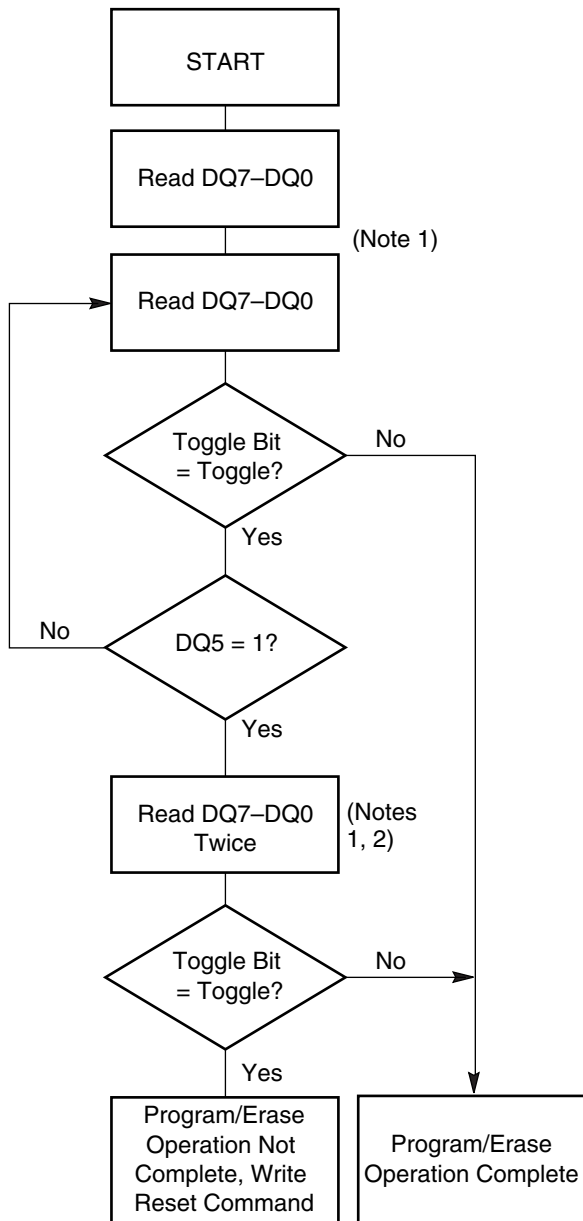 START
Read DQ7–DQ0
(Note 1)
Read DQ7–DQ0
Toggle Bit
= Toggle?
No
Yes
No
DQ5 = 1?
Yes
Read DQ7–DQ0
Twice
(Notes
1, 2)
Toggle Bit
= Toggle?
No
Yes
Program/Erase
Operation Not
Complete, Write
Reset Command
Program/Erase
Operation Complete